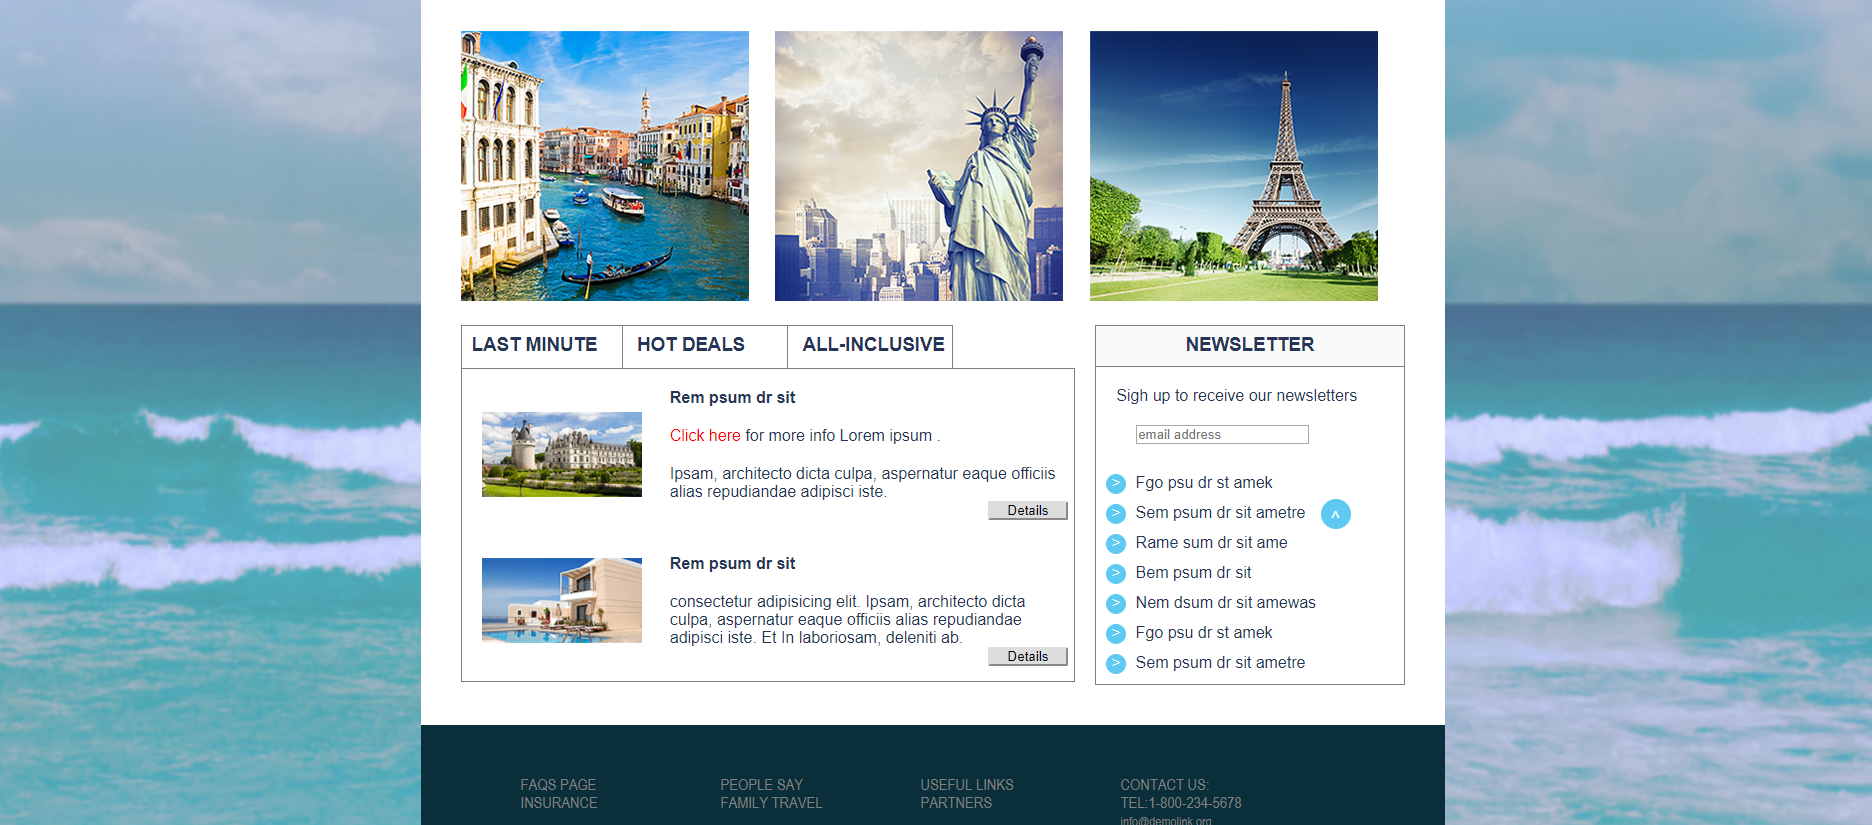 LAST MINUTE HOT DEALS ALL-INCLUSIVE
Rem psum dr sit
Click here for more info Lorem ipsum .
Ipsam, architecto dicta culpa, aspernatur eaque officiis
alias repudiandae adipisci iste.
Details
Rem psum dr sit
consectetur adipisicing elit. Ipsam, architecto dicta
culpa, aspernatur eaque officiis alias repudiandae
adipisci iste. Et In laboriosam, deleniti ab.
Details
NEWSLETTER
Sigh up to receive our newsletters
email address
> Fgo psu dr st amek
> Sem psum dr sit ametre
^
> Rame sum dr sit ame
> Bem psum dr sit
> Nem dsum dr sit amewas
> Fgo psu dr st amek
> Sem psum dr sit ametre
FAQS PAGE
INSURANCE
PEOPLE SAY
FAMILY TRAVEL
USEFUL LINKS
PARTNERS
CONTACT US:
TEL:1-800-234-5678
info@demolink.org